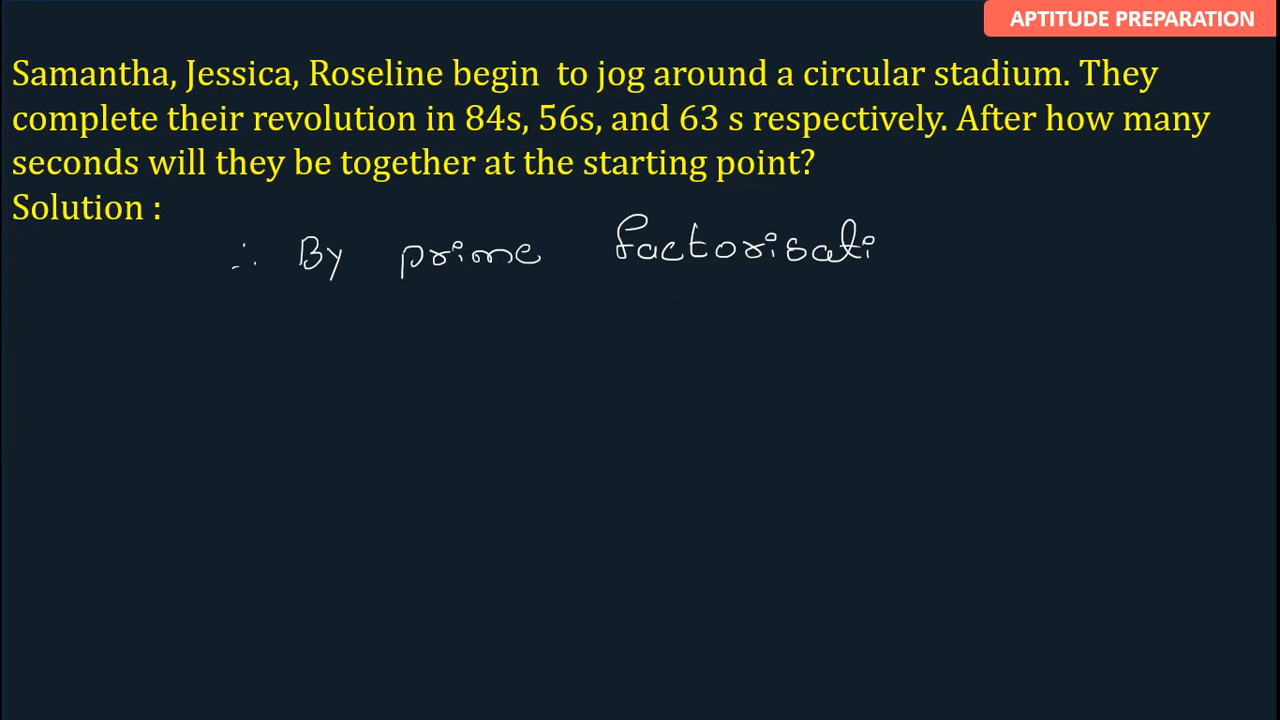 APTITUDE PREPARATION
Samantha, Jessica, Roseline begin to jog around a circular stadium. They
complete their revolution in 84s, 56s, and 63 s respectively. After how many
seconds will they be together at the starting point?
Solution :
∴ By prime factorisati